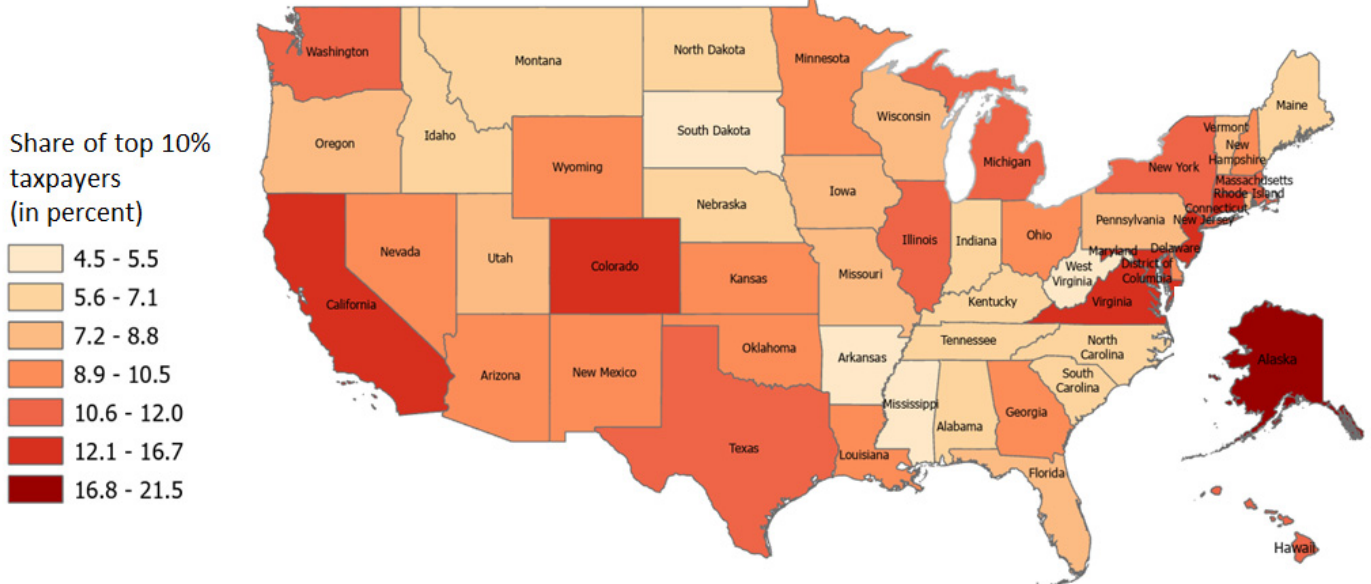 Share of top 10%
taxpayers
(in percent)
4.5 - 5.5
5.6 - 7.1
7.2 - 8.8
8.9 - 10.5
10.6 - 12.0
12.1 - 16.7
16.8 - 21.5
Washington
Oregon
California
Idaho
Nevada
Montana
Wyoming
Utah
Colorado
Arizona
New Mexico
North Dakota
South Dakota
Nebraska
Kansas
Oklahoma
Texas
Minnesota
Iowa
Missouri
Arkansas
Louisiana
Wisconsin
Illinois
Michigan
Indiana
Ohio
Kentucky
Tennessee
Mississippi
Alabama
Georgia
Florida
South
Carolina
North
Carolina
Virginia
West
Virginia
Maryland
Delaware
District of
Columbia
Pennsylvania
New Jersey
New York
Connecticut
Rhode Island
Massachusetts
Vermont
New
Hampshire
Maine
Alaska
Hawaii